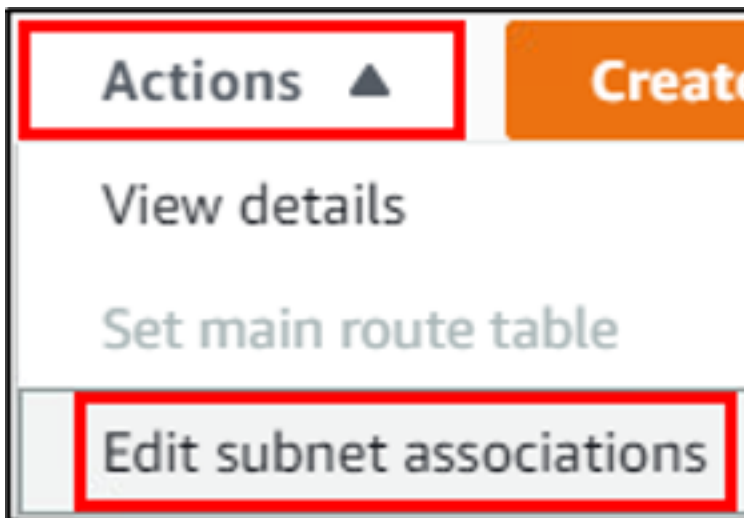 Actions ▲ Create
View details
Set main route table
Edit subnet associations